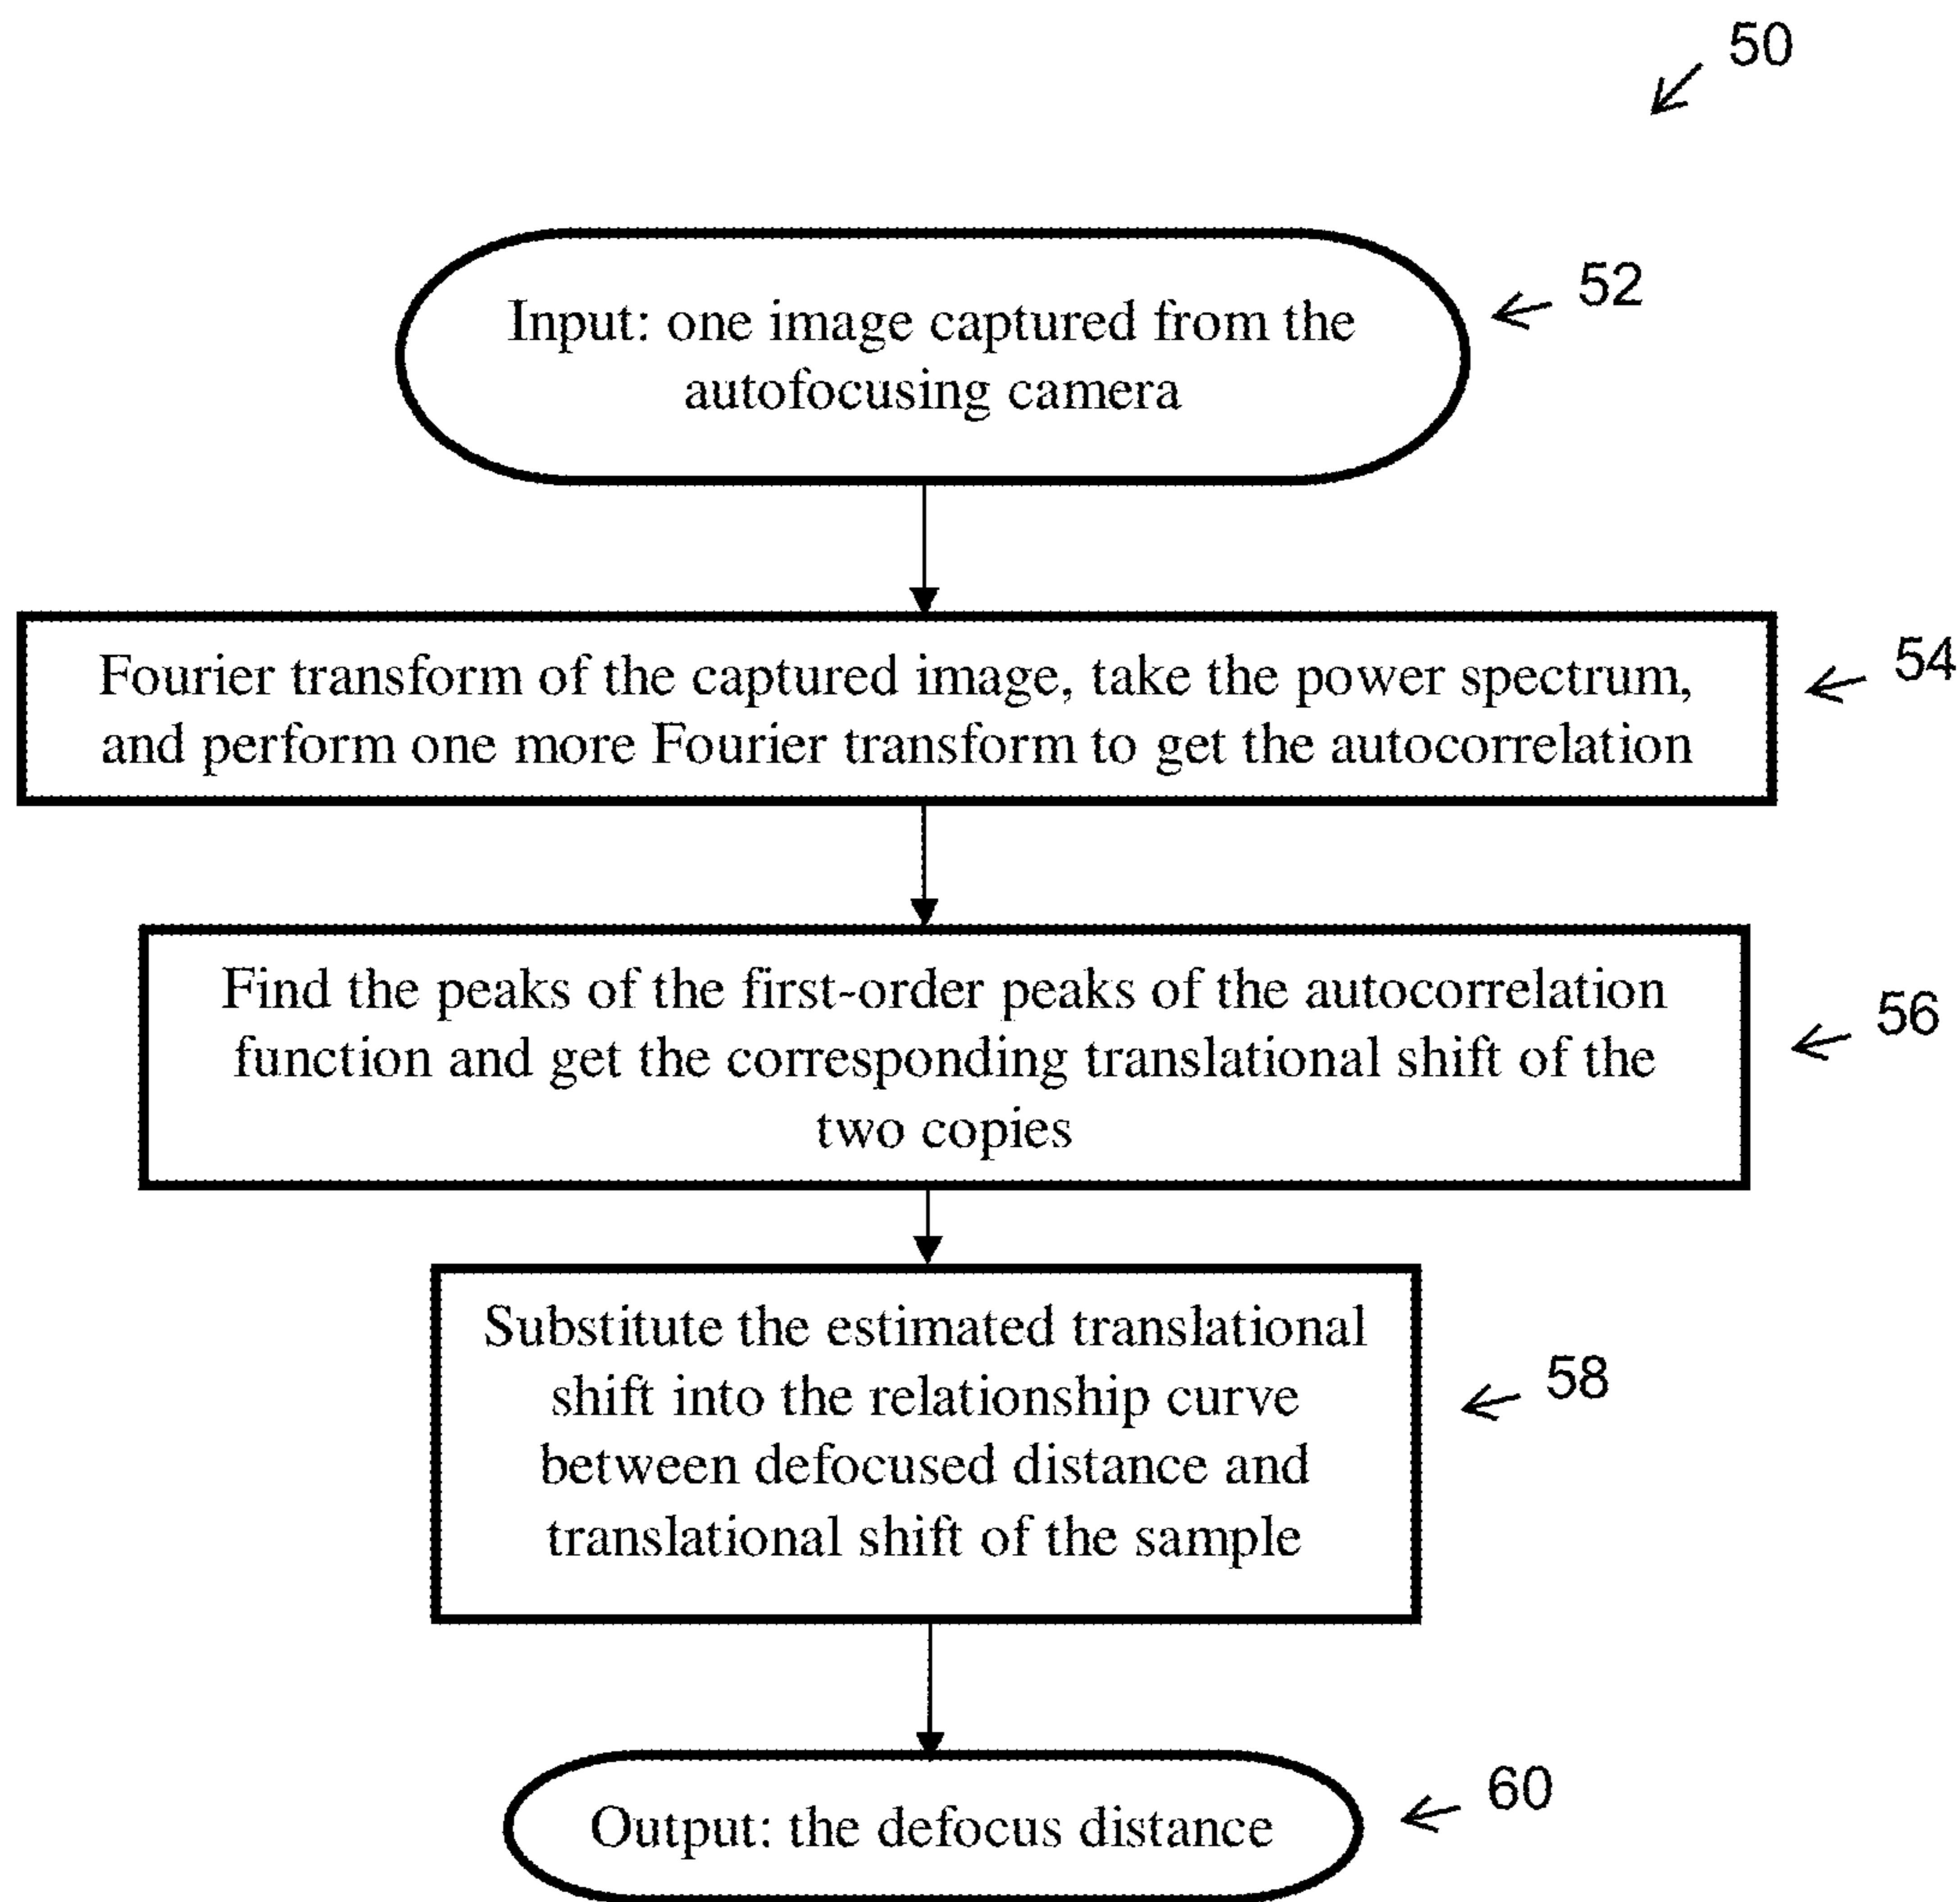 50
Input: one image captured from the
autofocusing camera
52
Fourier transform of the captured image, take the power spectrum,
and perform one more Fourier transform to get the autocorrelation
54
Find the peaks of the first-order peaks of the autocorrelation
function and get the corresponding translational shift of the
two copies
56
Substitute the estimated translational
shift into the relationship curve
between defocused distance and
translational shift of the sample
58
Output: the defocus distance
60